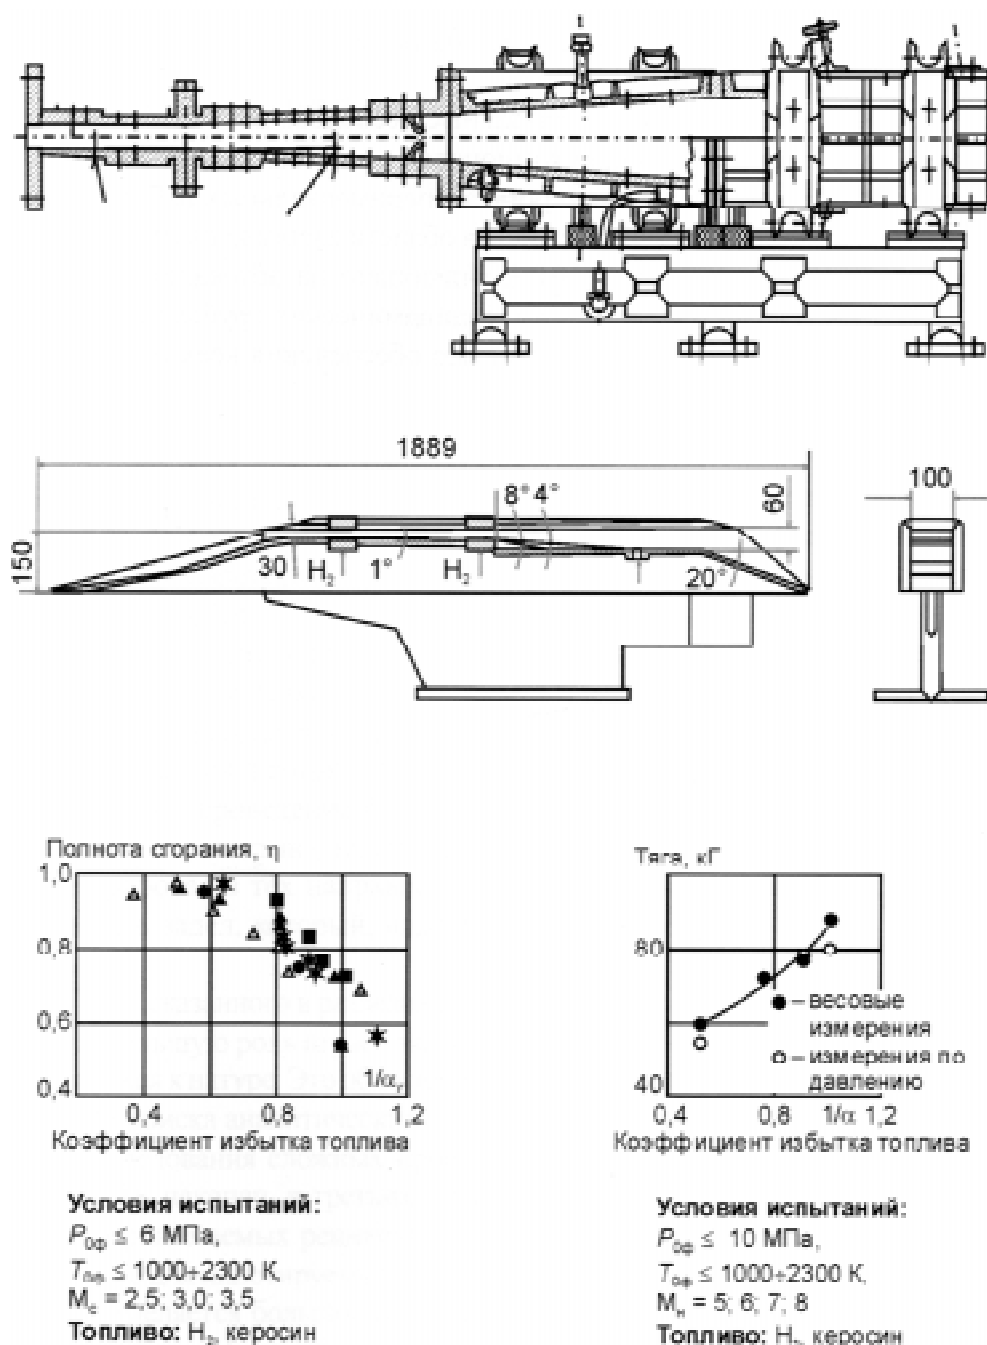 1889
100
60
8° 4°
150
30
H₂
1°
H₂
20°
Полнота сгорания, η
1,0
0,8
0,6
0,4
1/αᵣ
0,4
0,8
1,2
Коэффициент избытка топлива
Тяга, кГ
80
40
● – весовые
измерения
○ – измерения по
давлению
0,4
0,8
1/α
1,2
Коэффициент избытка топлива
Условия испытаний:
P₀ф ≤ 6 МПа,
T₀ф ≤ 1000÷2300 К,
Mс = 2,5; 3,0; 3,5
Топливо: H₂, керосин
Условия испытаний:
P₀ф ≤ 10 МПа,
T₀ф ≤ 1000÷2300 К,
Mн = 5; 6; 7; 8
Топливо: H₂, керосин